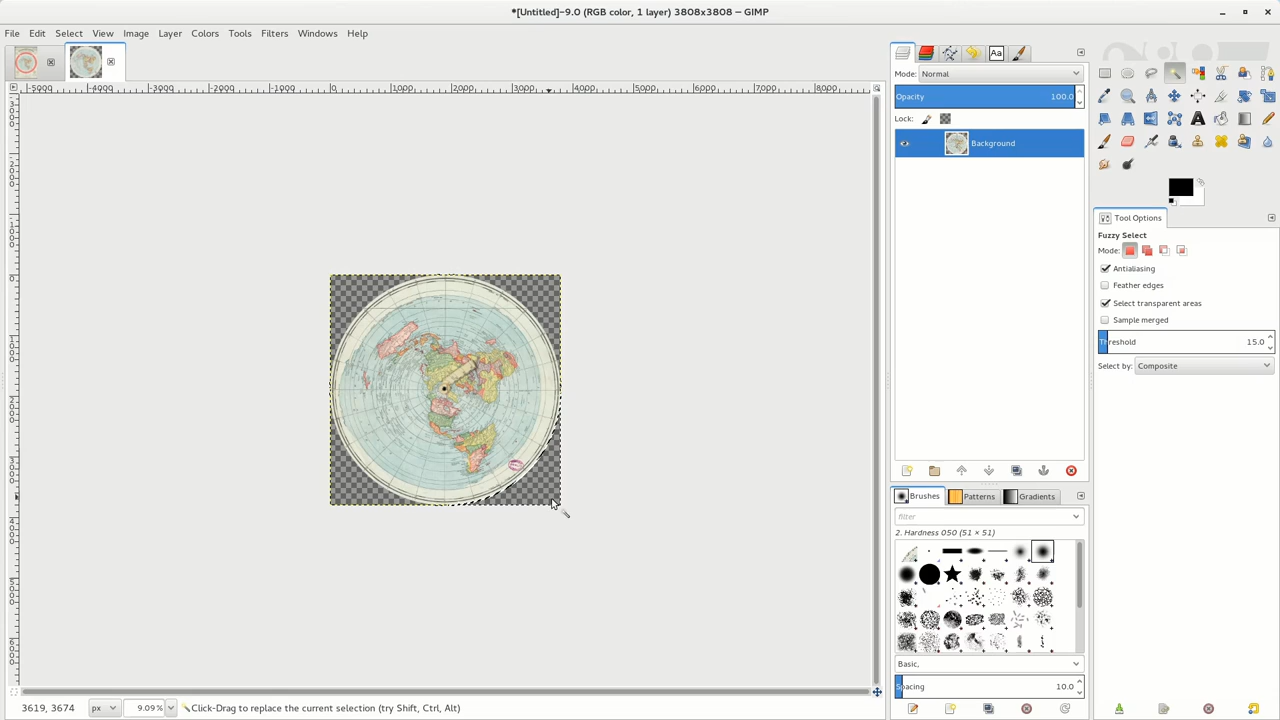 *[Untitled]-9.0 (RGB color, 1 layer) 3808x3808 – GIMP
File Edit Select View Image Layer Colors Tools Filters Windows Help
Mode: Normal
-5000 -4000 -3000 -2000 -1000 0 1000 2000 3000 4000 5000 6000 7000 8000
Opacity 100.0
Lock:
Background
Tool Options
Fuzzy Select
Mode:
Antialiasing
Feather edges
Select transparent areas
Sample merged
Threshold 15.0
Select by: Composite
Brushes Patterns Gradients
filter
2. Hardness 050 (51 × 51)
Basic,
Spacing 10.0
3619, 3674 px 9.09% Click-Drag to replace the current selection (try Shift, Ctrl, Alt)